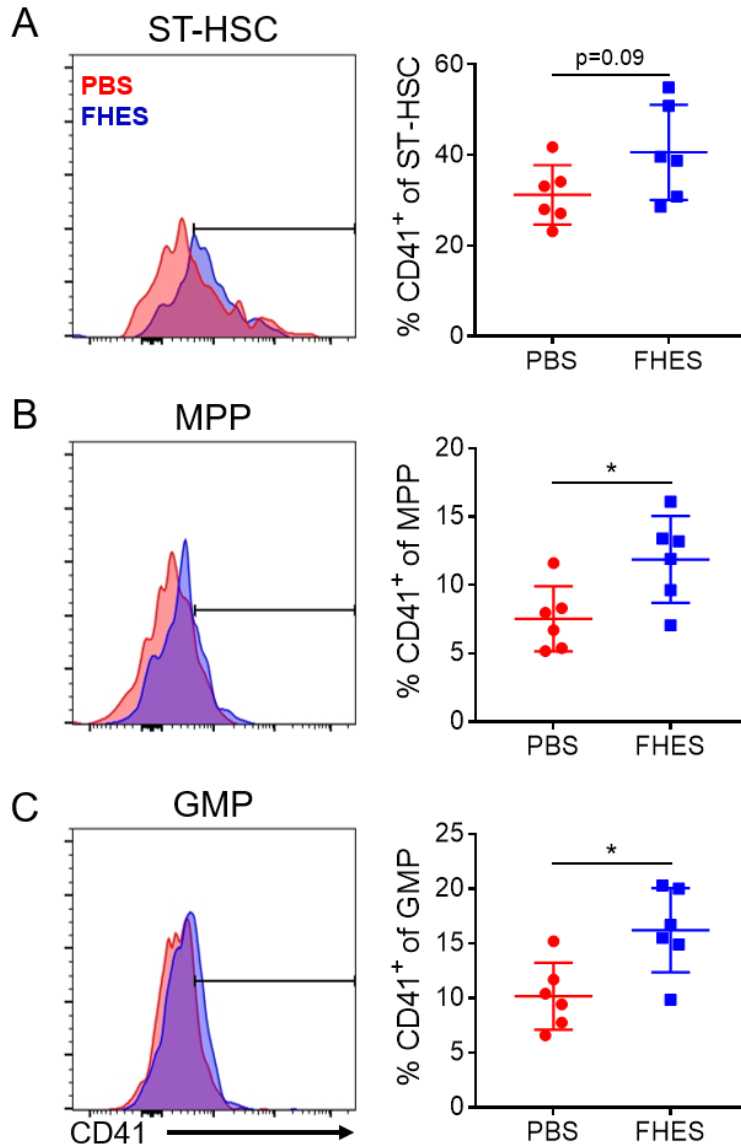 A
ST-HSC
PBS
FHES
% CD41⁺ of ST-HSC
60
40
20
0
p=0.09
PBS FHES
B
MPP
% CD41⁺ of MPP
20
15
10
5
0
*
PBS FHES
C
GMP
% CD41⁺ of GMP
25
20
15
10
5
0
*
PBS FHES
CD41